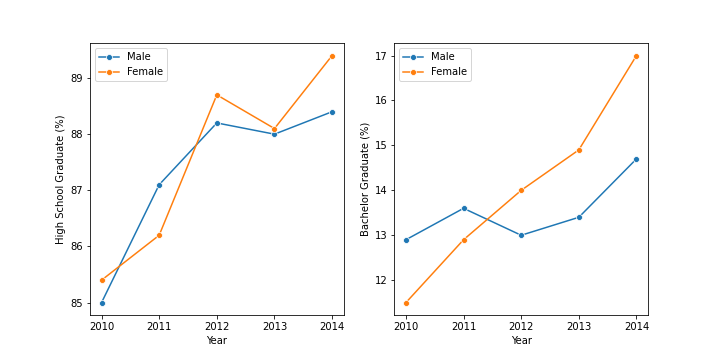 Male
Female
High School Graduate (%)
89
88
87
86
85
2010 2011 2012 2013 2014
Year
Male
Female
Bachelor Graduate (%)
17
16
15
14
13
12
2010 2011 2012 2013 2014
Year